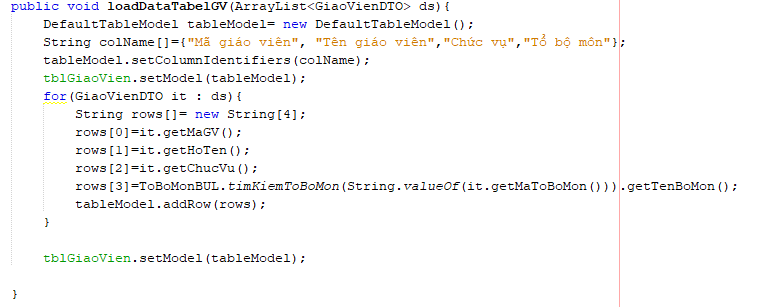 public void loadDataTabelGV(ArrayList<GiaoVienDTO> ds){
DefaultTableModel tableModel= new DefaultTableModel();
String colName[]={"Mã giáo viên", "Tên giáo viên","Chức vụ","Tổ bộ môn"};
tableModel.setColumnIdentifiers(colName);
tblGiaoVien.setModel(tableModel);
for(GiaoVienDTO it : ds){
String rows[]= new String[4];
rows[0]=it.getMaGV();
rows[1]=it.getHoTen();
rows[2]=it.getChucVu();
rows[3]=ToBoMonBUL.timKiemToBoMon(String.valueOf(it.getMaToBoMon())).getTenBoMon();
tableModel.addRow(rows);
}
tblGiaoVien.setModel(tableModel);
}